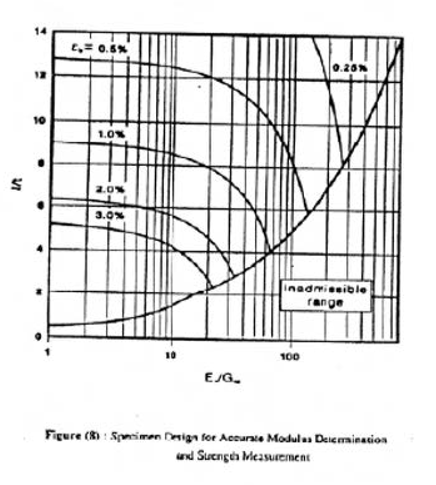 14
εᵤ = 0.5%
0.25%
12
10
1.0%
8
l/t
6
2.0%
3.0%
4
2
Inadmissible
range
0
1
10
100
Figure (8) : Specimen Design for Accurate Modulus Determination
and Strength Measurement